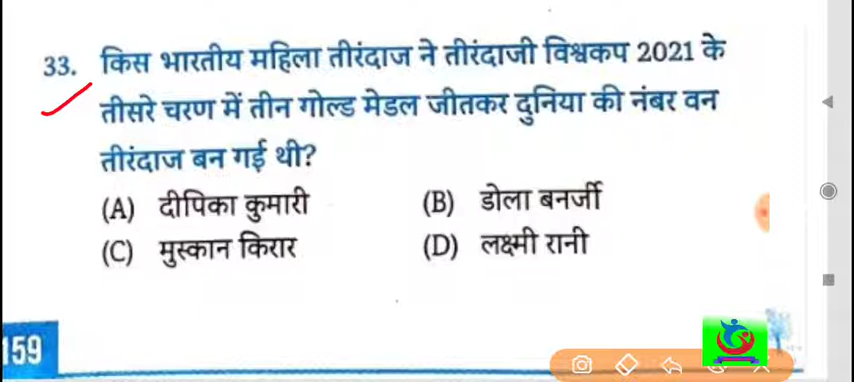 33. किस भारतीय महिला तीरंदाज ने तीरंदाजी विश्वकप 2021 के
तीसरे चरण में तीन गोल्ड मेडल जीतकर दुनिया की नंबर वन
तीरंदाज बन गई थी?
(A) दीपिका कुमारी (B) डोला बनर्जी
(C) मुस्कान किरार (D) लक्ष्मी रानी
159